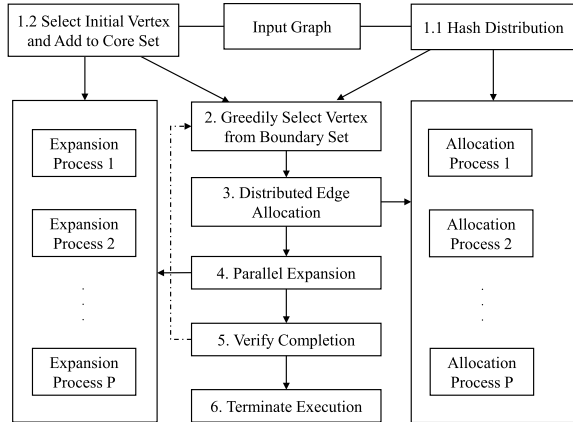 1.2 Select Initial Vertex
and Add to Core Set
Input Graph
1.1 Hash Distribution
Expansion
Process 1
Expansion
Process 2
.
.
.
Expansion
Process P
2. Greedily Select Vertex
from Boundary Set
3. Distributed Edge
Allocation
4. Parallel Expansion
5. Verify Completion
6. Terminate Execution
Allocation
Process 1
Allocation
Process 2
.
.
.
Allocation
Process P